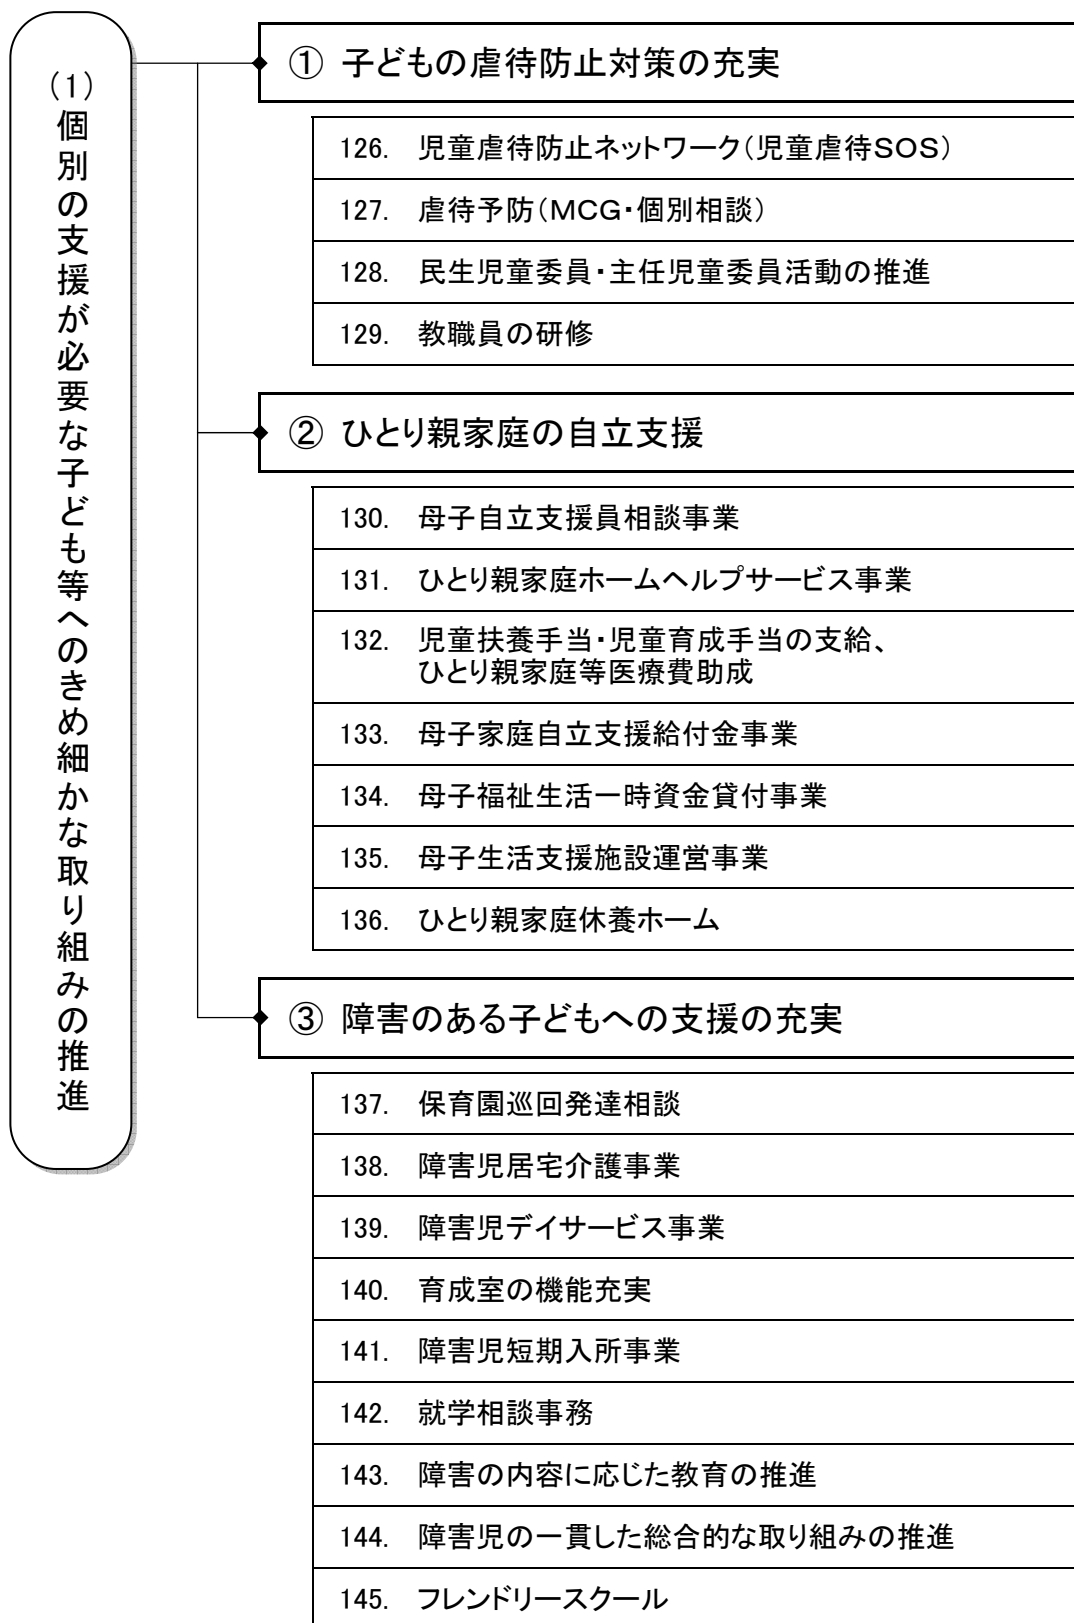 (1)個別の支援が必要な子ども等へのきめ細かな取り組みの推進
① 子どもの虐待防止対策の充実
126. 児童虐待防止ネットワーク(児童虐待SOS)
127. 虐待予防(MCG・個別相談)
128. 民生児童委員・主任児童委員活動の推進
129. 教職員の研修
② ひとり親家庭の自立支援
130. 母子自立支援員相談事業
131. ひとり親家庭ホームヘルプサービス事業
132. 児童扶養手当・児童育成手当の支給、
ひとり親家庭等医療費助成
133. 母子家庭自立支援給付金事業
134. 母子福祉生活一時資金貸付事業
135. 母子生活支援施設運営事業
136. ひとり親家庭休養ホーム
③ 障害のある子どもへの支援の充実
137. 保育園巡回発達相談
138. 障害児居宅介護事業
139. 障害児デイサービス事業
140. 育成室の機能充実
141. 障害児短期入所事業
142. 就学相談事務
143. 障害の内容に応じた教育の推進
144. 障害児の一貫した総合的な取り組みの推進
145. フレンドリースクール